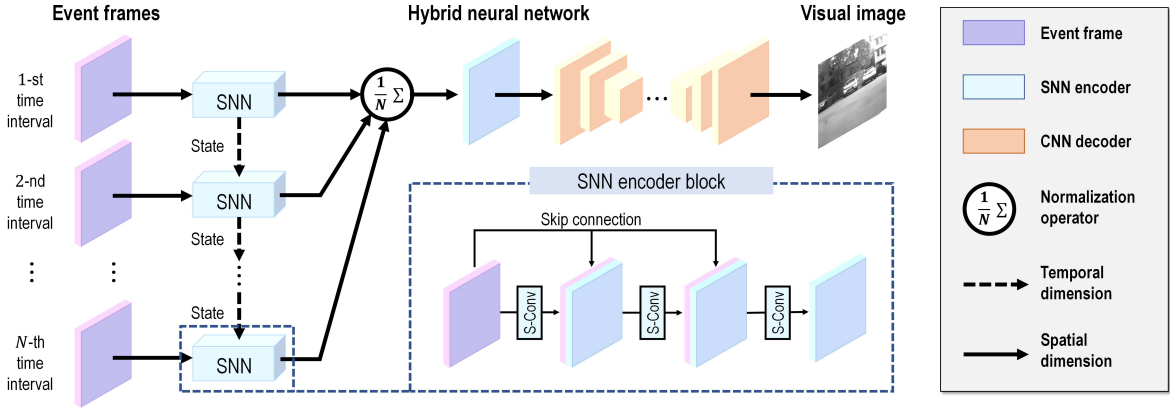 Event frames
Hybrid neural network
Visual image
1-st
time
interval
SNN
1/N Σ
State
2-nd
time
interval
SNN
State
SNN encoder block
Skip connection
S-Conv
S-Conv
S-Conv
State
N-th
time
interval
SNN
Event frame
SNN encoder
CNN decoder
1/N Σ
Normalization
operator
Temporal
dimension
Spatial
dimension